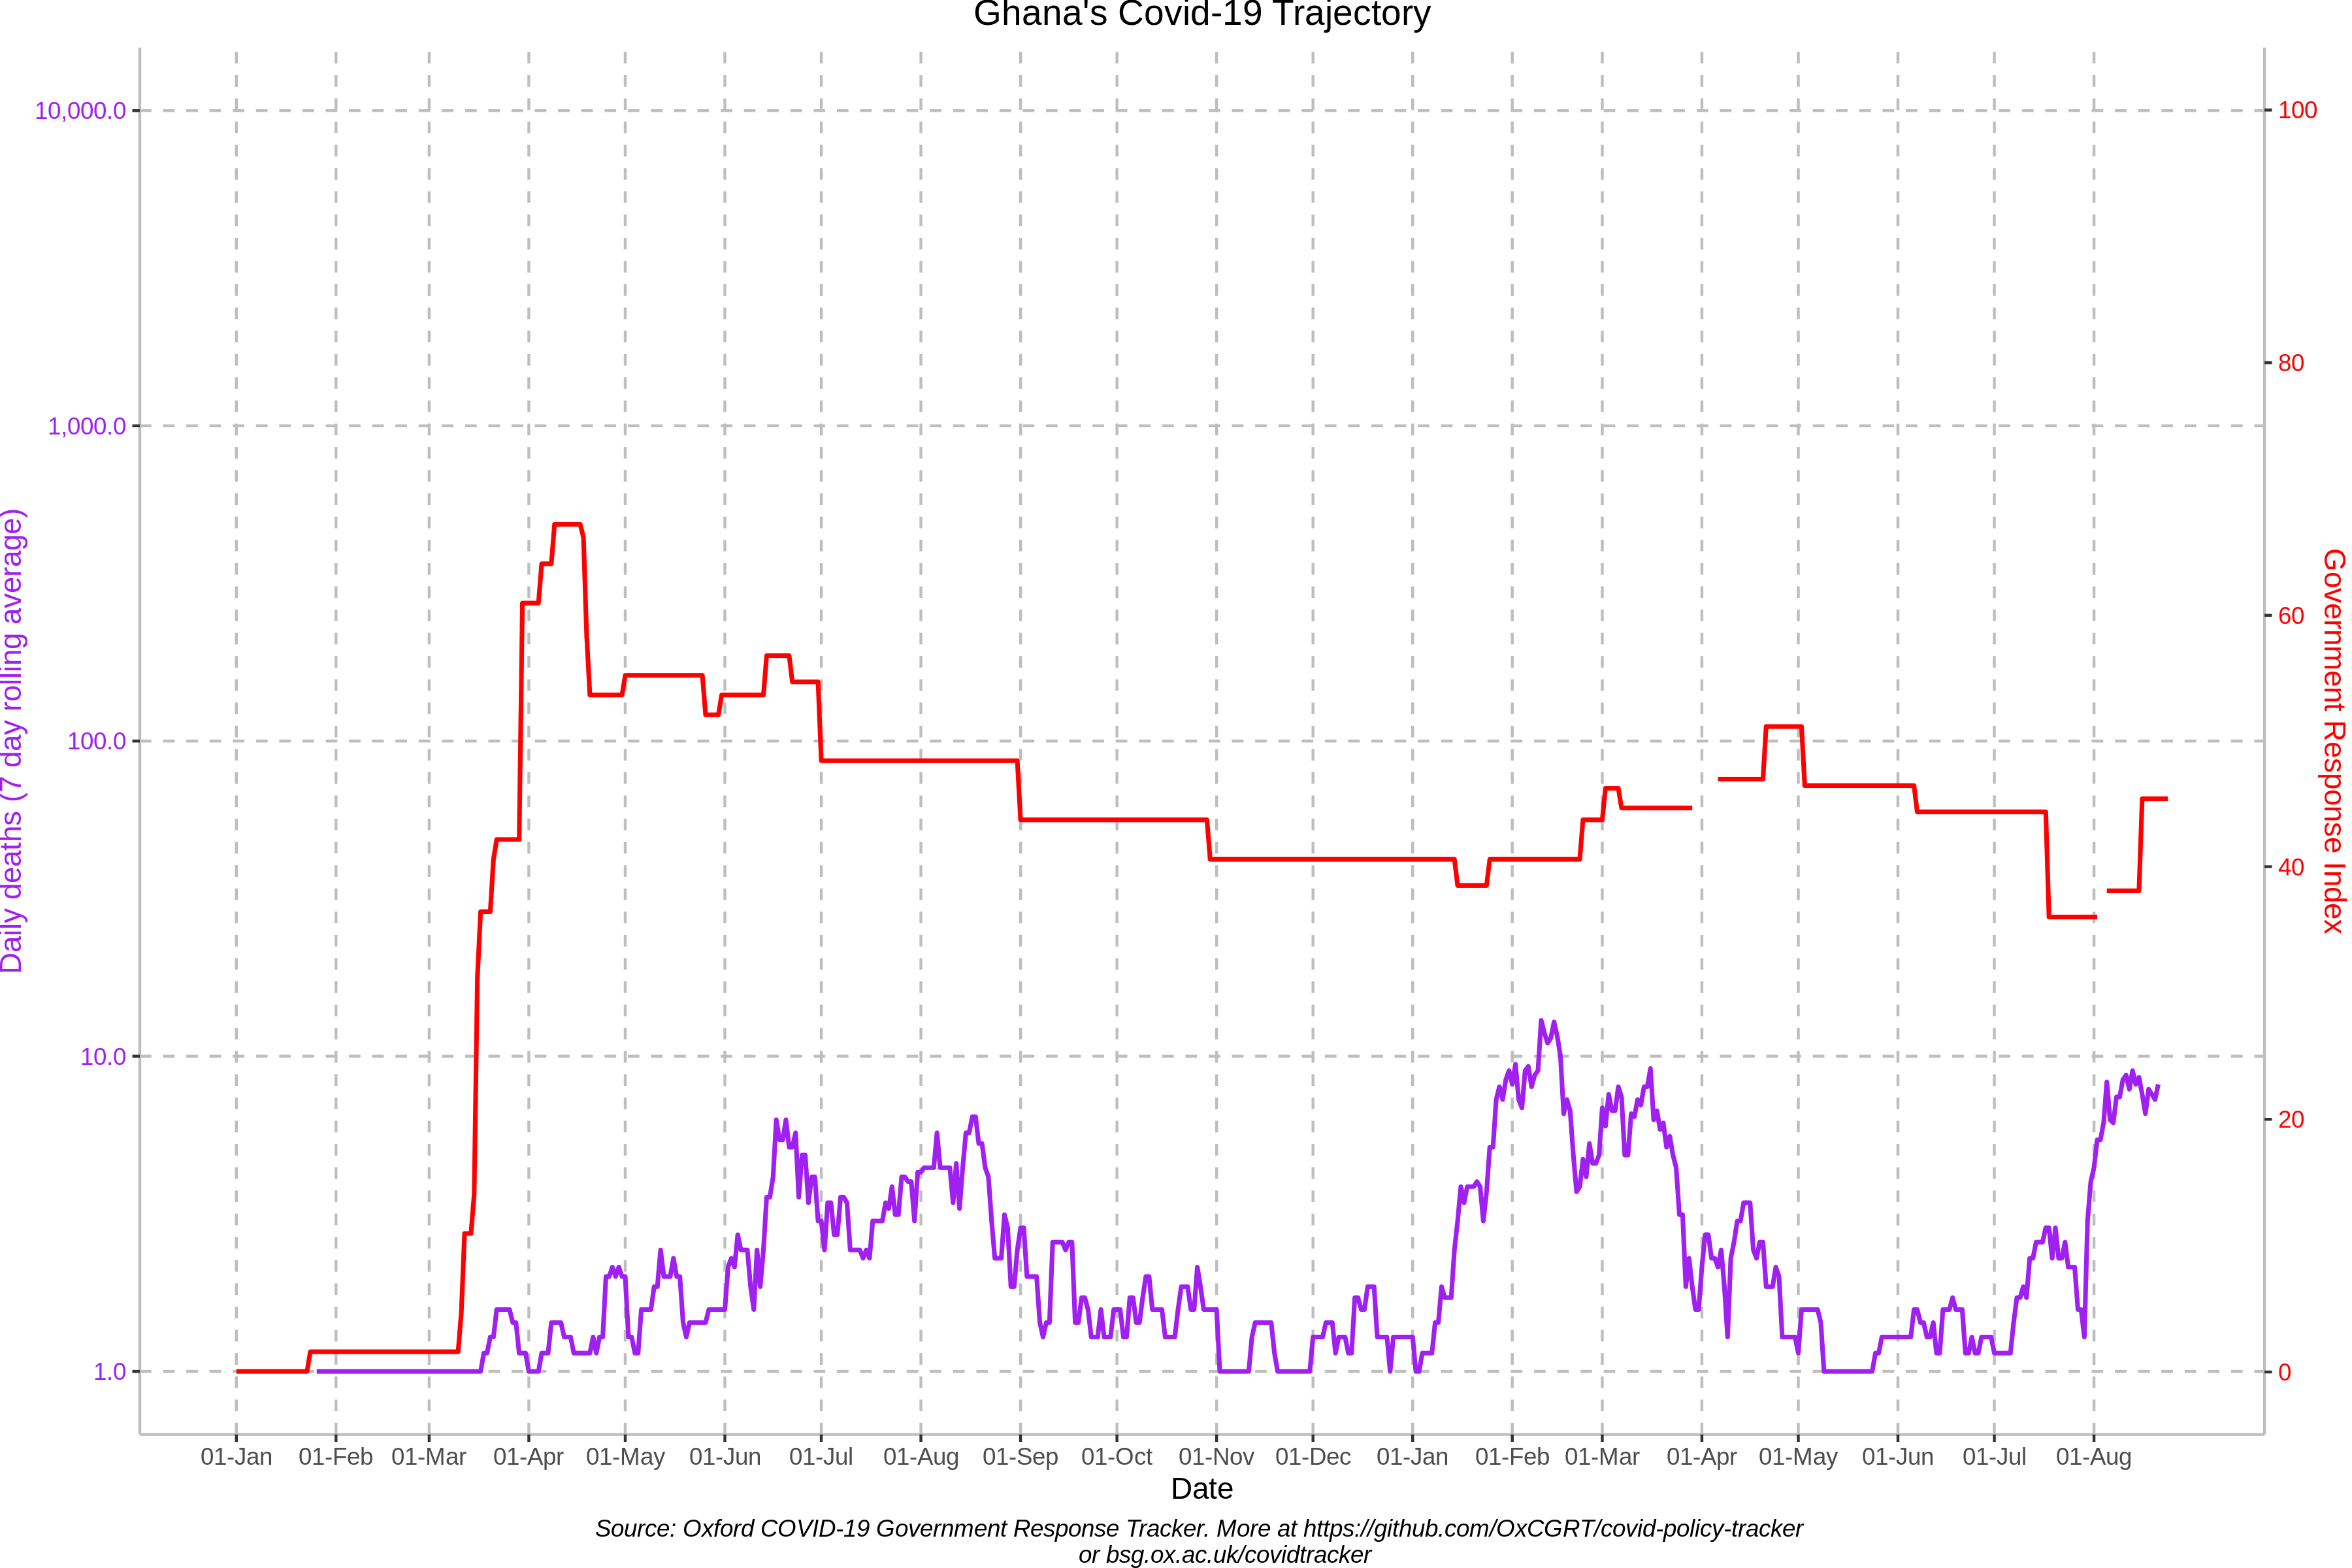 Ghana's Covid-19 Trajectory
10,000.0
1,000.0
100.0
10.0
1.0
Daily deaths (7 day rolling average)
100
80
60
40
20
0
Government Response Index
01-Jan 01-Feb 01-Mar 01-Apr 01-May 01-Jun 01-Jul 01-Aug 01-Sep 01-Oct 01-Nov 01-Dec 01-Jan 01-Feb 01-Mar 01-Apr 01-May 01-Jun 01-Jul 01-Aug
Date
Source: Oxford COVID-19 Government Response Tracker. More at https://github.com/OxCGRT/covid-policy-tracker
or bsg.ox.ac.uk/covidtracker